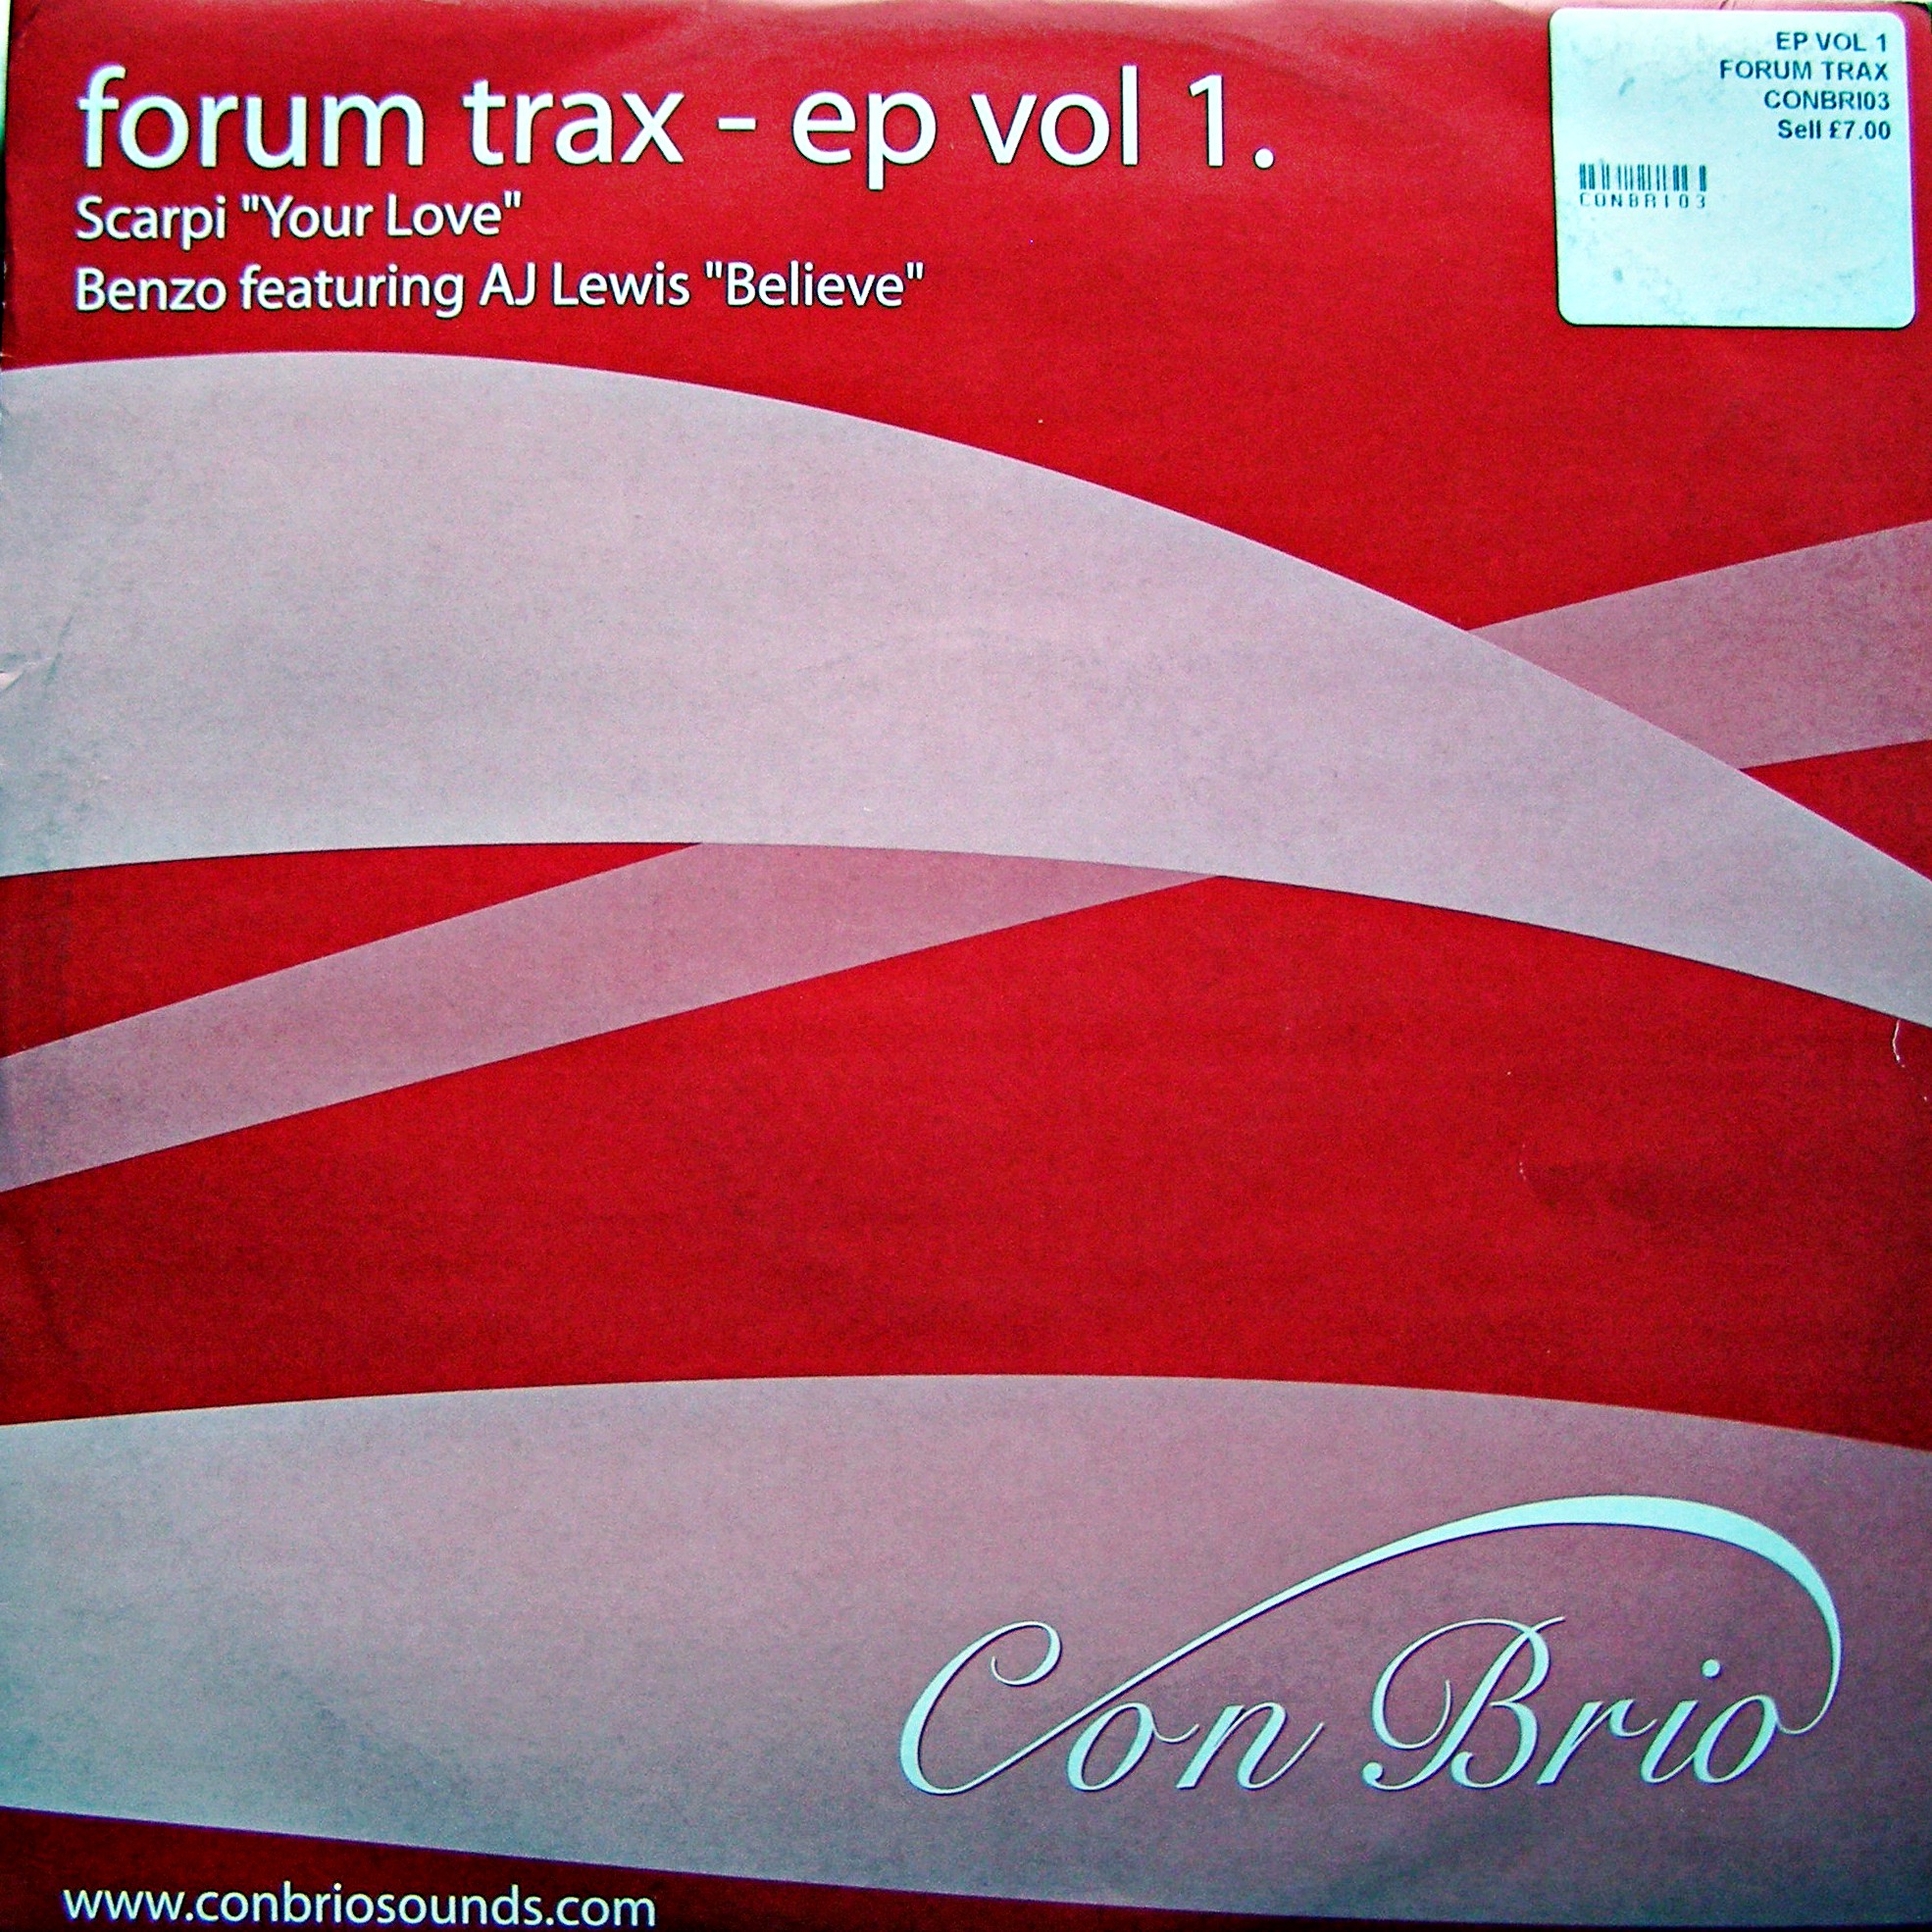 forum trax - ep vol 1.
Scarpi "Your Love"
Benzo featuring AJ Lewis "Believe"
EP VOL 1
FORUM TRAX
CONBRI03
Sell £7.00
CONBRI03
Con Brio
www.conbriosounds.com